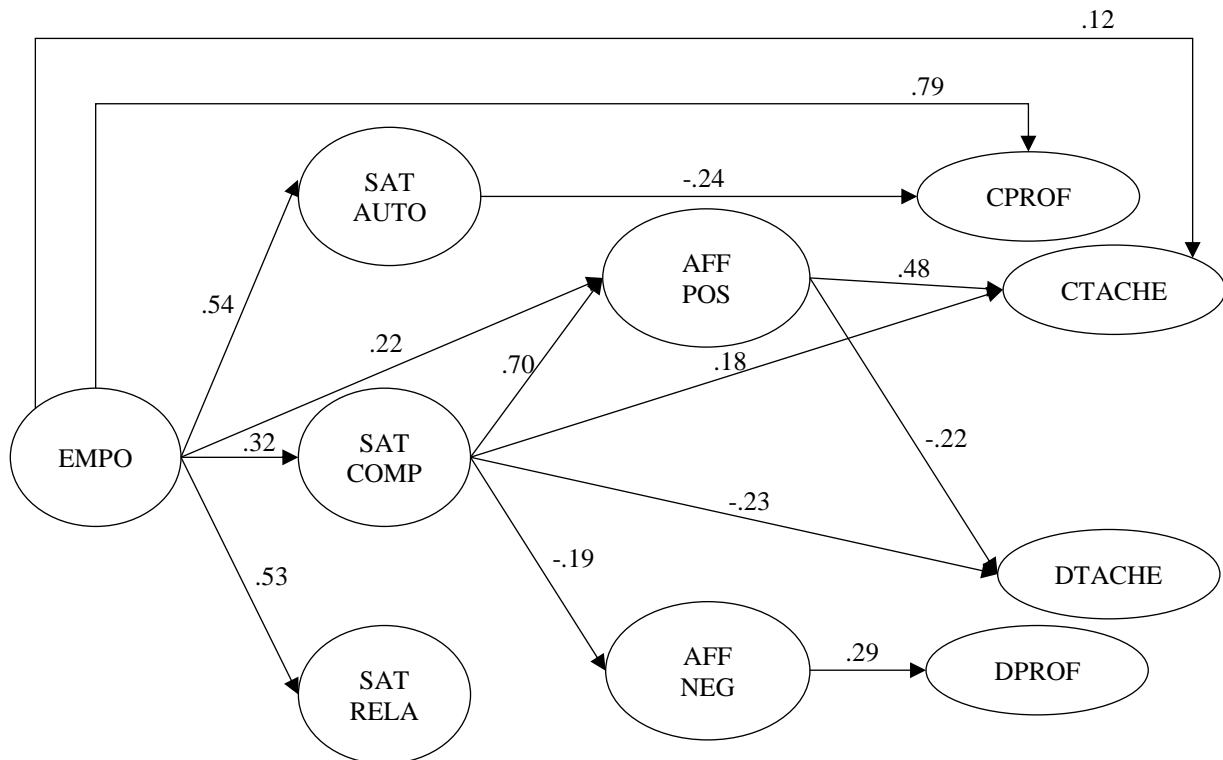 .12
.79
SAT
AUTO
-.24
CPROF
AFF
POS
.48
CTACHE
.54
.22
.70
.18
EMPO
.32
SAT
COMP
-.22
-.23
-.19
.53
DTACHE
SAT
RELA
AFF
NEG
.29
DPROF